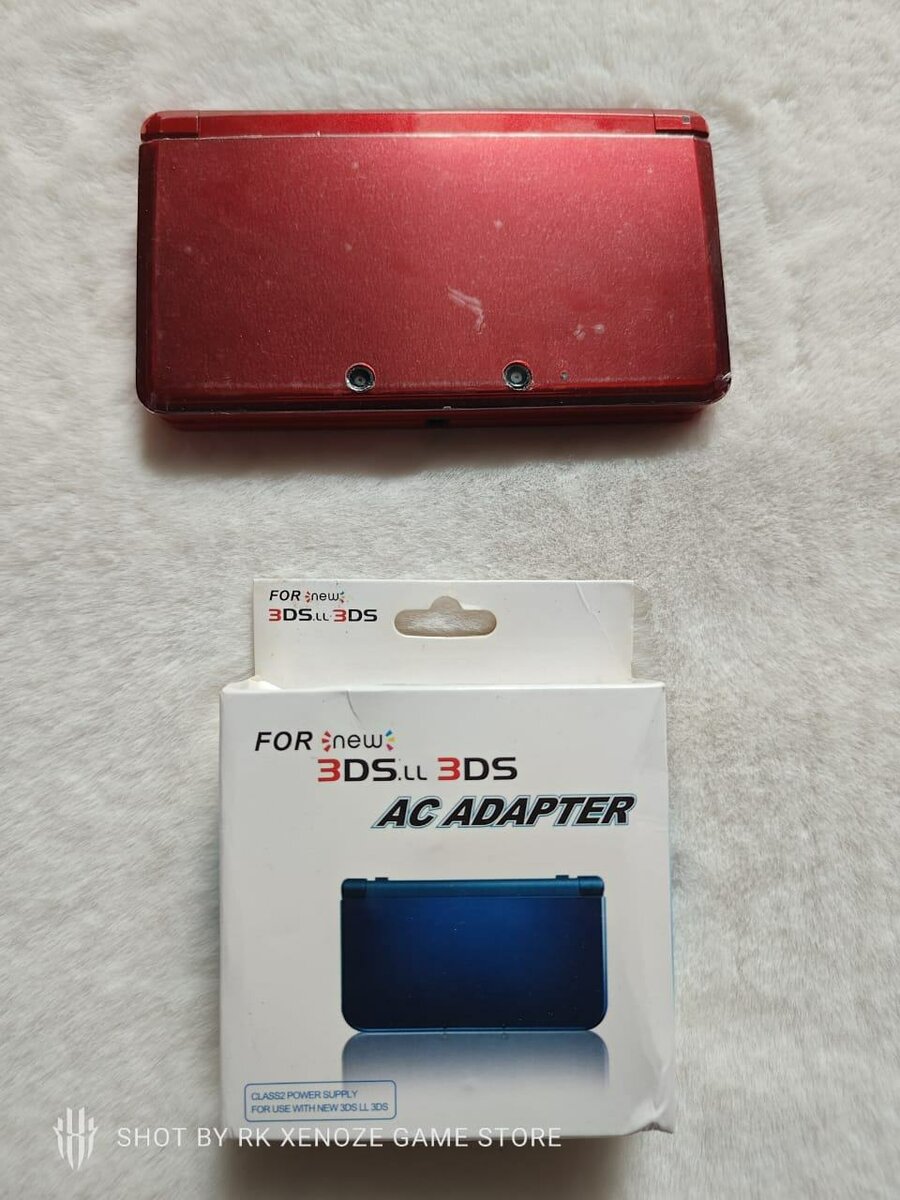 FOR new
3DS.LL 3DS
FOR new
3DS.LL 3DS
AC ADAPTER
CLASS2 POWER SUPPLY
FOR USE WITH NEW 3DS LL 3DS
SHOT BY RK XENOZE GAME STORE